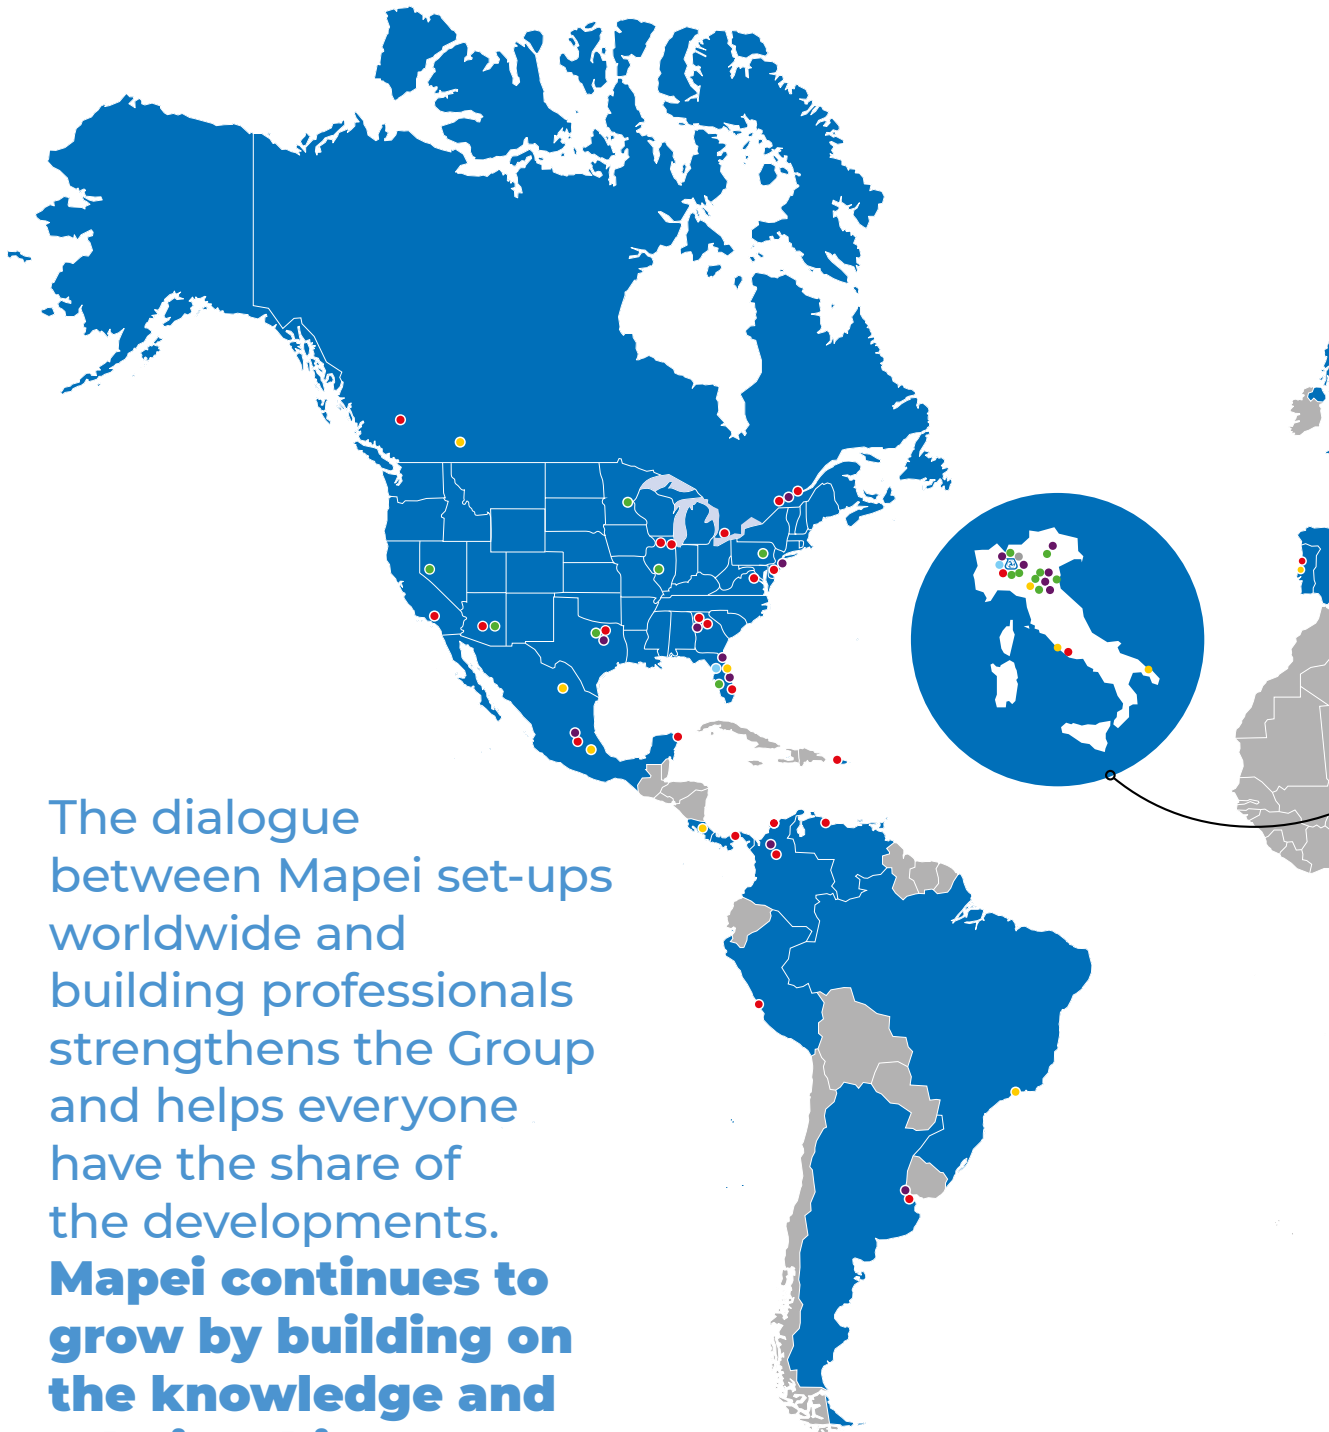 The dialogue
between Mapei set-ups
worldwide and
building professionals
strengthens the Group
and helps everyone
have the share of
the developments.
Mapei continues to
grow by building on
the knowledge and